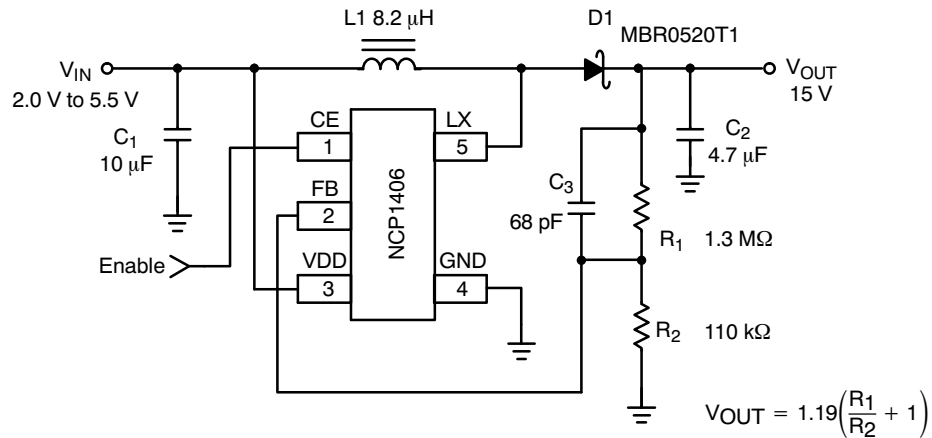 L1 8.2 µH
D1
MBR0520T1
VIN
2.0 V to 5.5 V
VOUT
15 V
C1
10 µF
CE
1
LX
5
C2
4.7 µF
FB
2
NCP1406
C3
68 pF
R1 1.3 MΩ
Enable
VDD
3
GND
4
R2 110 kΩ
VOUT = 1.19(R1/R2 + 1)